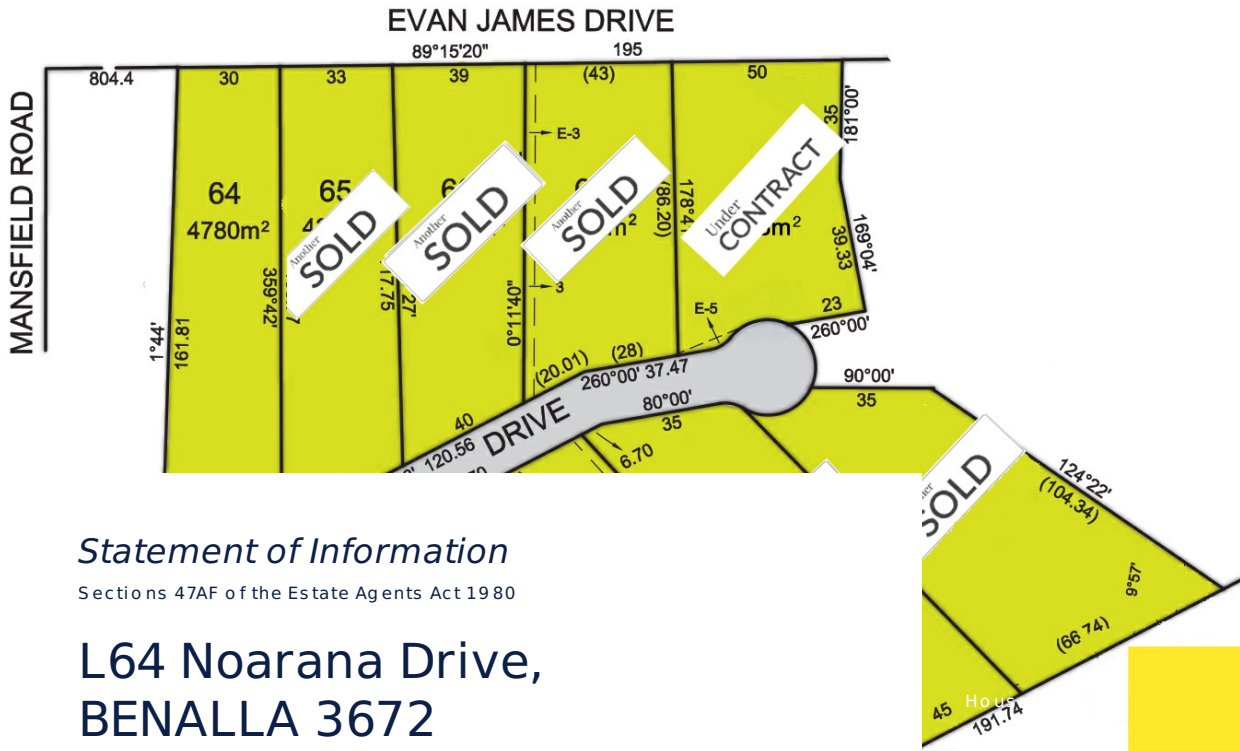 EVAN JAMES DRIVE
89°15'20" 195
804.4 30 33 39 (43) 50
MANSFIELD ROAD
35
181°00'
E-3
64
4780m²
65
Another
SOLD
Another
SOLD
Another
SOLD
m²
(86.20)
Under
CONTRACT
m²
169°04'
39.33
359°42'
17.75
27'
3
0°11'40"
E-5
23
260°00'
1°44'
161.81
(20.01)
(28)
260°00' 37.47
90°00'
35
80°00'
35
40
120.56
DRIVE
6.70
SOLD
124°22'
(104.34)
9°57'
(66 74)
45
191.74
Statement of Information
Sections 47AF of the Estate Agents Act 1980
L64 Noarana Drive,
BENALLA 3672